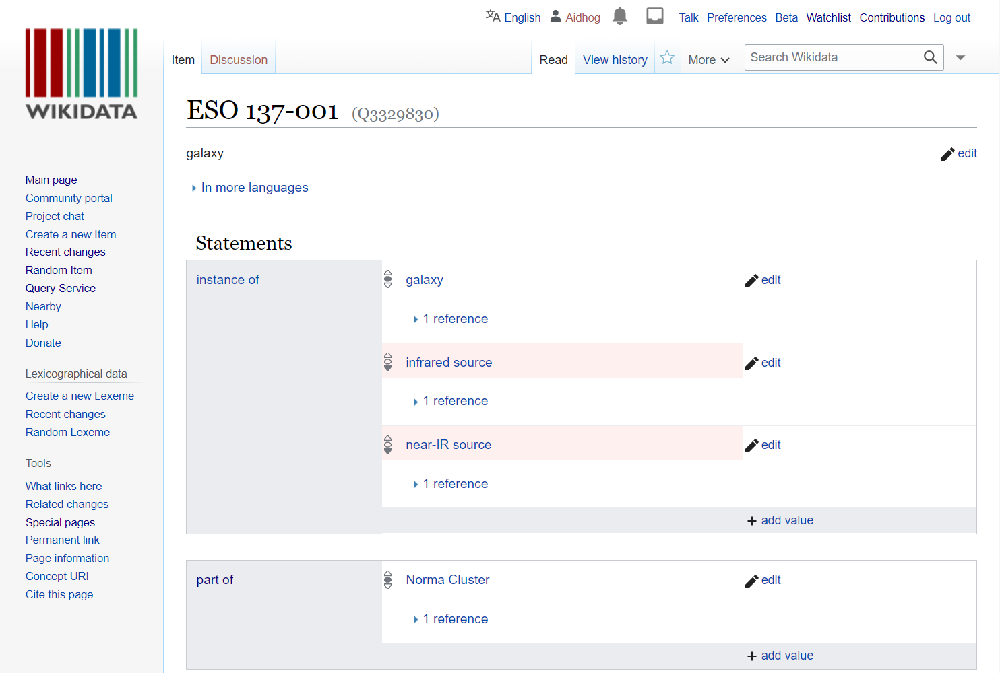 English Aidhog Talk Preferences Beta Watchlist Contributions Log out
WIKIDATA
Item Discussion Read View history More Search Wikidata
ESO 137-001 (Q3329830)
galaxy edit
In more languages
Main page
Community portal
Project chat
Create a new Item
Recent changes
Random Item
Query Service
Nearby
Help
Donate
Lexicographical data
Create a new Lexeme
Recent changes
Random Lexeme
Tools
What links here
Related changes
Special pages
Permanent link
Page information
Concept URI
Cite this page
Statements
instance of galaxy edit
1 reference
infrared source edit
1 reference
near-IR source edit
1 reference
+ add value
part of Norma Cluster edit
1 reference
+ add value